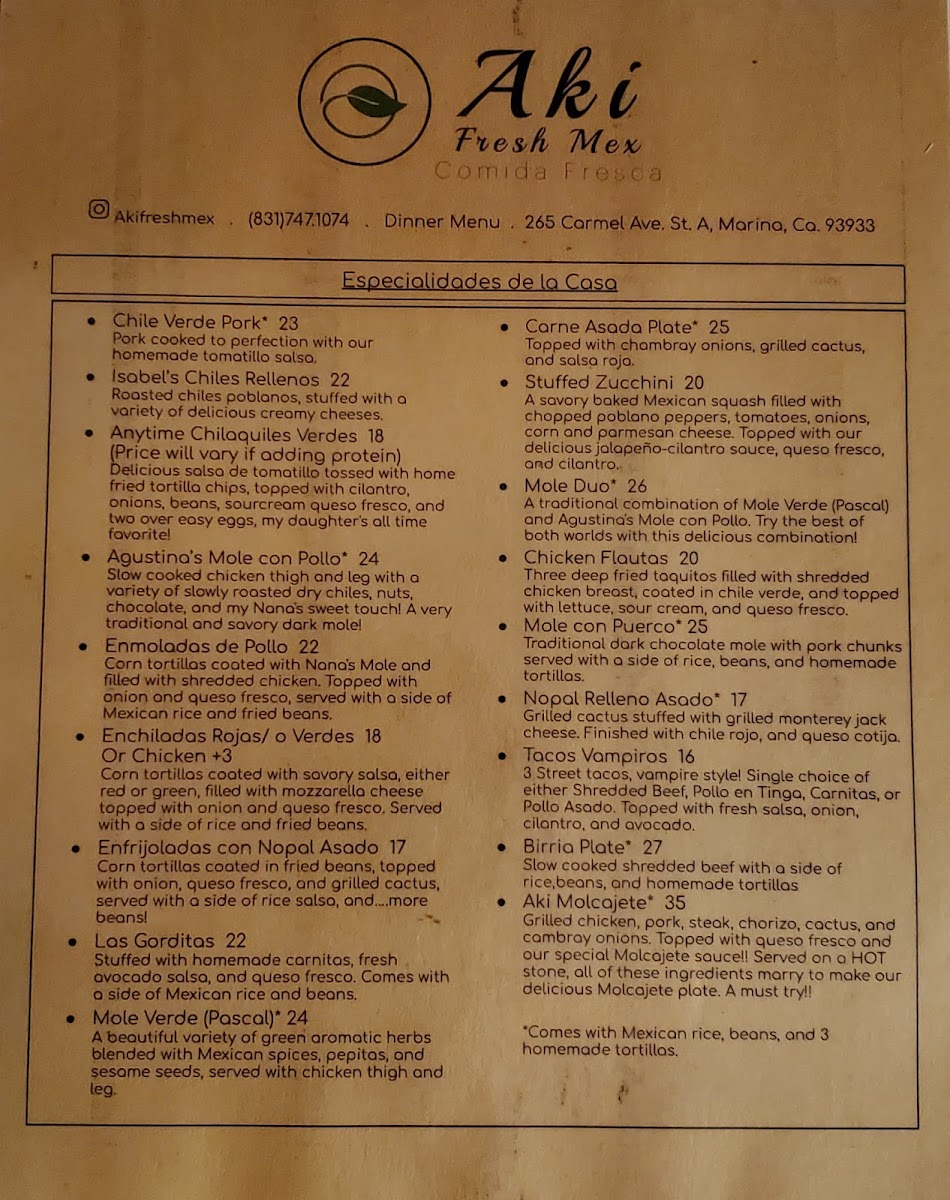 Aki
Fresh Mex
Comida Fresca
Akifreshmex . (831)747.1074 . Dinner Menu . 265 Carmel Ave. St. A, Marina, Ca. 93933
Especialidades de la Casa
• Chile Verde Pork* 23
Pork cooked to perfection with our
homemade tomatillo salsa.
• Isabel's Chiles Rellenos 22
Roasted chiles poblanos, stuffed with a
variety of delicious creamy cheeses.
• Anytime Chilaquiles Verdes 18
(Price will vary if adding protein)
Delicious salsa de tomatillo tossed with home
fried tortilla chips, topped with cilantro,
onions, beans, sourcream queso fresco, and
two over easy eggs, my daughter's all time
favorite!
• Agustina's Mole con Pollo* 24
Slow cooked chicken thigh and leg with a
variety of slowly roasted dry chiles, nuts,
chocolate, and my Nana's sweet touch! A very
traditional and savory dark mole!
• Enmoladas de Pollo 22
Corn tortillas coated with Nana's Mole and
filled with shredded chicken. Topped with
onion and queso fresco, served with a side of
Mexican rice and fried beans.
• Enchiladas Rojas/ o Verdes 18
Or Chicken +3
Corn tortillas coated with savory salsa, either
red or green, filled with mozzarella cheese
topped with onion and queso fresco. Served
with a side of rice and fried beans.
• Enfrijoladas con Nopal Asado 17
Corn tortillas coated in fried beans, topped
with onion, queso fresco, and grilled cactus,
served with a side of rice salsa, and....more
beans!
• Las Gorditas 22
Stuffed with homemade carnitas, fresh
avocado salsa, and queso fresco. Comes with
a side of Mexican rice and beans.
• Mole Verde (Pascal)* 24
A beautiful variety of green aromatic herbs
blended with Mexican spices, pepitas, and
sesame seeds, served with chicken thigh and
leg.
• Carne Asada Plate* 25
Topped with chambray onions, grilled cactus,
and salsa roja.
• Stuffed Zucchini 20
A savory baked Mexican squash filled with
chopped poblano peppers, tomatoes, onions,
corn and parmesan cheese. Topped with our
delicious jalapeño-cilantro sauce, queso fresco,
and cilantro.
• Mole Duo* 26
A traditional combination of Mole Verde (Pascal)
and Agustina's Mole con Pollo. Try the best of
both worlds with this delicious combination!
• Chicken Flautas 20
Three deep fried taquitos filled with shredded
chicken breast, coated in chile verde, and topped
with lettuce, sour cream, and queso fresco.
• Mole con Puerco* 25
Traditional dark chocolate mole with pork chunks
served with a side of rice, beans, and homemade
tortillas.
• Nopal Relleno Asado* 17
Grilled cactus stuffed with grilled monterey jack
cheese. Finished with chile rojo, and queso cotija.
• Tacos Vampiros 16
3 Street tacos, vampire style! Single choice of
either Shredded Beef, Pollo en Tinga, Carnitas, or
Pollo Asado. Topped with fresh salsa, onion,
cilantro, and avocado.
• Birria Plate* 27
Slow cooked shredded beef with a side of
rice,beans, and homemade tortillas
• Aki Molcajete* 35
Grilled chicken, pork, steak, chorizo, cactus, and
cambray onions. Topped with queso fresco and
our special Molcajete sauce!! Served on a HOT
stone, all of these ingredients marry to make our
delicious Molcajete plate. A must try!!
*Comes with Mexican rice, beans, and 3
homemade tortillas.